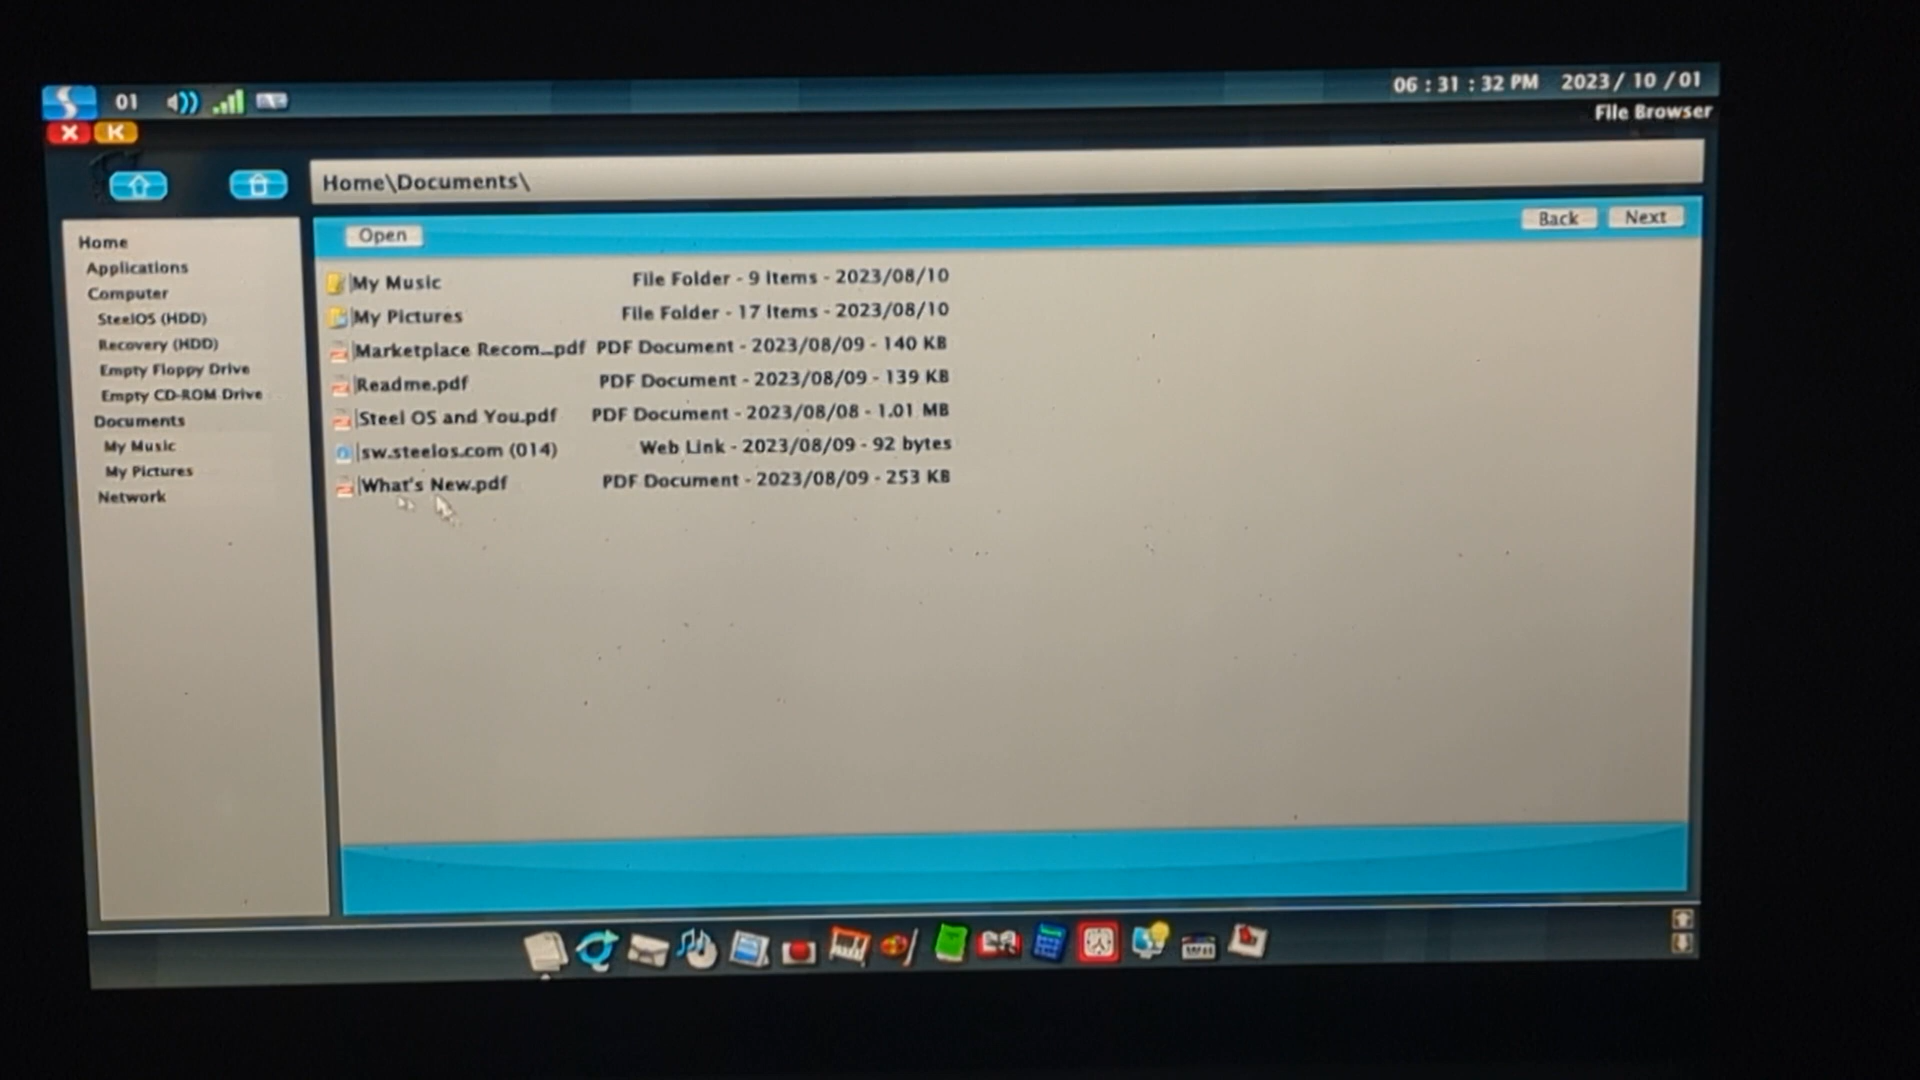 01
06 : 31 : 32 PM 2023 / 10 / 01
File Browser
X K
Home\Documents\
Open
Back Next
Home
Applications
Computer
SteelOS (HDD)
Recovery (HDD)
Empty Floppy Drive
Empty CD-ROM Drive
Documents
My Music
My Pictures
Network
My Music File Folder - 9 Items - 2023/08/10
My Pictures File Folder - 17 Items - 2023/08/10
Marketplace Recom...pdf PDF Document - 2023/08/09 - 140 KB
Readme.pdf PDF Document - 2023/08/09 - 139 KB
Steel OS and You.pdf PDF Document - 2023/08/08 - 1.01 MB
sw.steelos.com (014) Web Link - 2023/08/09 - 92 bytes
What's New.pdf PDF Document - 2023/08/09 - 253 KB